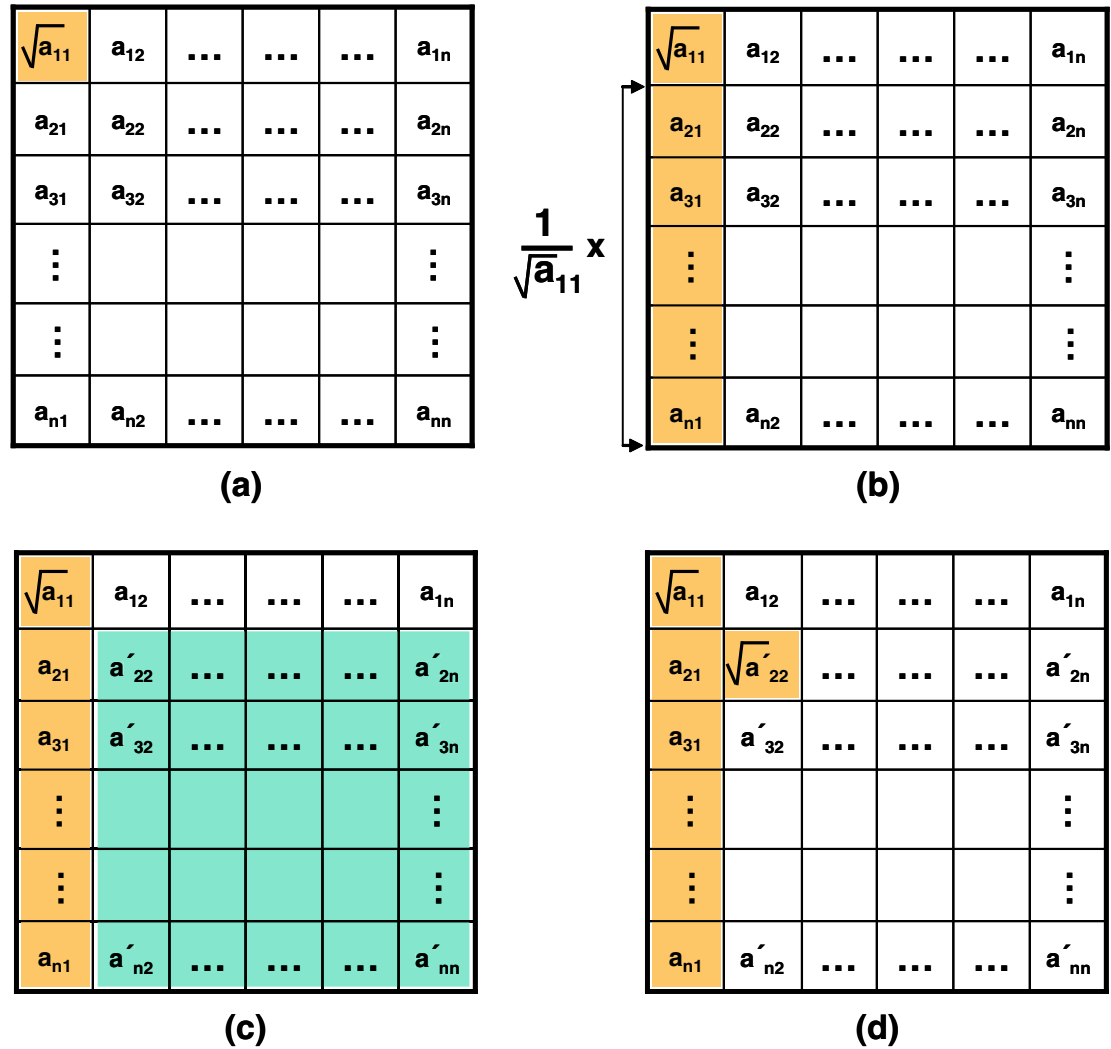 √a11 a12 ... ... ... a1n
a21 a22 ... ... ... a2n
a31 a32 ... ... ... a3n
⋮ ⋮
⋮ ⋮
an1 an2 ... ... ... ann
(a)
√a11 a12 ... ... ... a1n
a21 a22 ... ... ... a2n
a31 a32 ... ... ... a3n
1/√a11 x
⋮ ⋮
⋮ ⋮
an1 an2 ... ... ... ann
(b)
√a11 a12 ... ... ... a1n
a21 a´22 ... ... ... a´2n
a31 a´32 ... ... ... a´3n
⋮ ⋮
⋮ ⋮
an1 a´n2 ... ... ... a´nn
(c)
√a11 a12 ... ... ... a1n
a21 √a´22 ... ... ... a´2n
a31 a´32 ... ... ... a´3n
⋮ ⋮
⋮ ⋮
an1 a´n2 ... ... ... a´nn
(d)